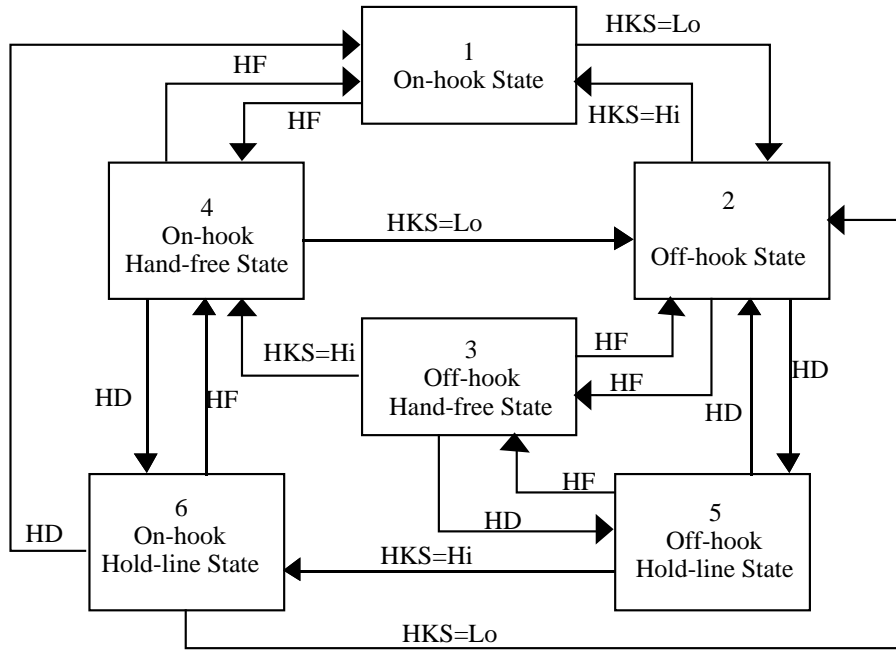 HKS=Lo
1
On-hook State
HF
HF
HKS=Hi
4
On-hook
Hand-free State
HKS=Lo
2
Off-hook State
HKS=Hi
3
Off-hook
Hand-free State
HF
HF
HD
HF
HD
HD
HF
HD
6
On-hook
Hold-line State
HD
HKS=Hi
5
Off-hook
Hold-line State
HKS=Lo